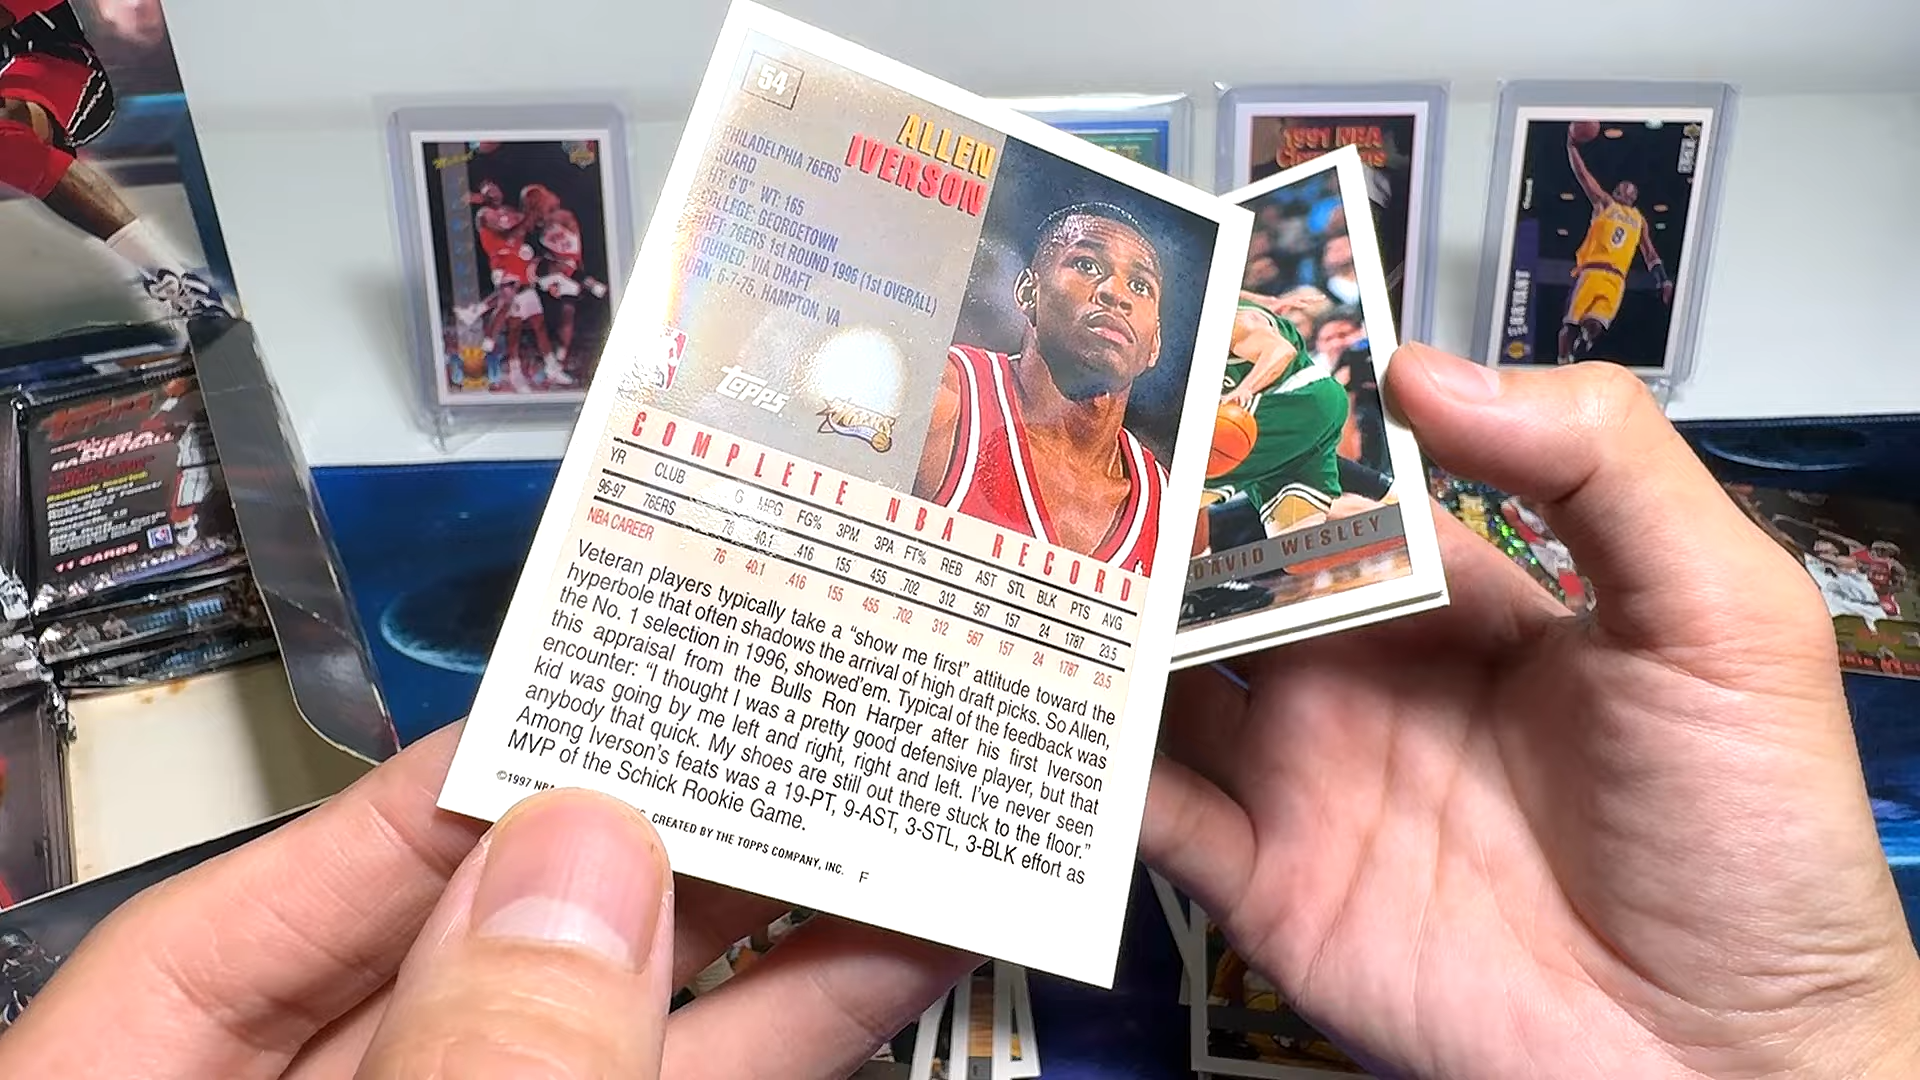 54
ALLEN
IVERSON
PHILADELPHIA 76ERS
GUARD
HT: 6'0" WT: 165
COLLEGE: GEORGETOWN
DRAFT: 76ERS 1st ROUND 1996 (1st OVERALL)
ACQUIRED: VIA DRAFT
BORN: 6-7-75, HAMPTON, VA
TOPPS
COMPLETE NBA RECORD
YR CLUB G MPG FG% 3PM 3PA FT% REB AST STL BLK PTS AVG
96-97 76ERS 76 40.1 .416 155 455 .702 312 567 157 24 1787 23.5
NBA CAREER 76 40.1 .416 155 455 .702 312 567 157 24 1787 23.5
Veteran players typically take a “show me first” attitude toward the
hyperbole that often shadows the arrival of high draft picks. So Allen,
the No. 1 selection in 1996, showed'em. Typical of the feedback was
this appraisal from the Bulls Ron Harper after his first Iverson
encounter: “I thought I was a pretty good defensive player, but that
kid was going by me left and right, right and left. I've never seen
anybody that quick. My shoes are still out there stuck to the floor.”
Among Iverson's feats was a 19-PT, 9-AST, 3-STL, 3-BLK effort as
MVP of the Schick Rookie Game.
©1997 NBA
CREATED BY THE TOPPS COMPANY, INC. F
DAVID WESLEY
1991 NBA
8
BRYANT
BASKETBALL
11 CARDS